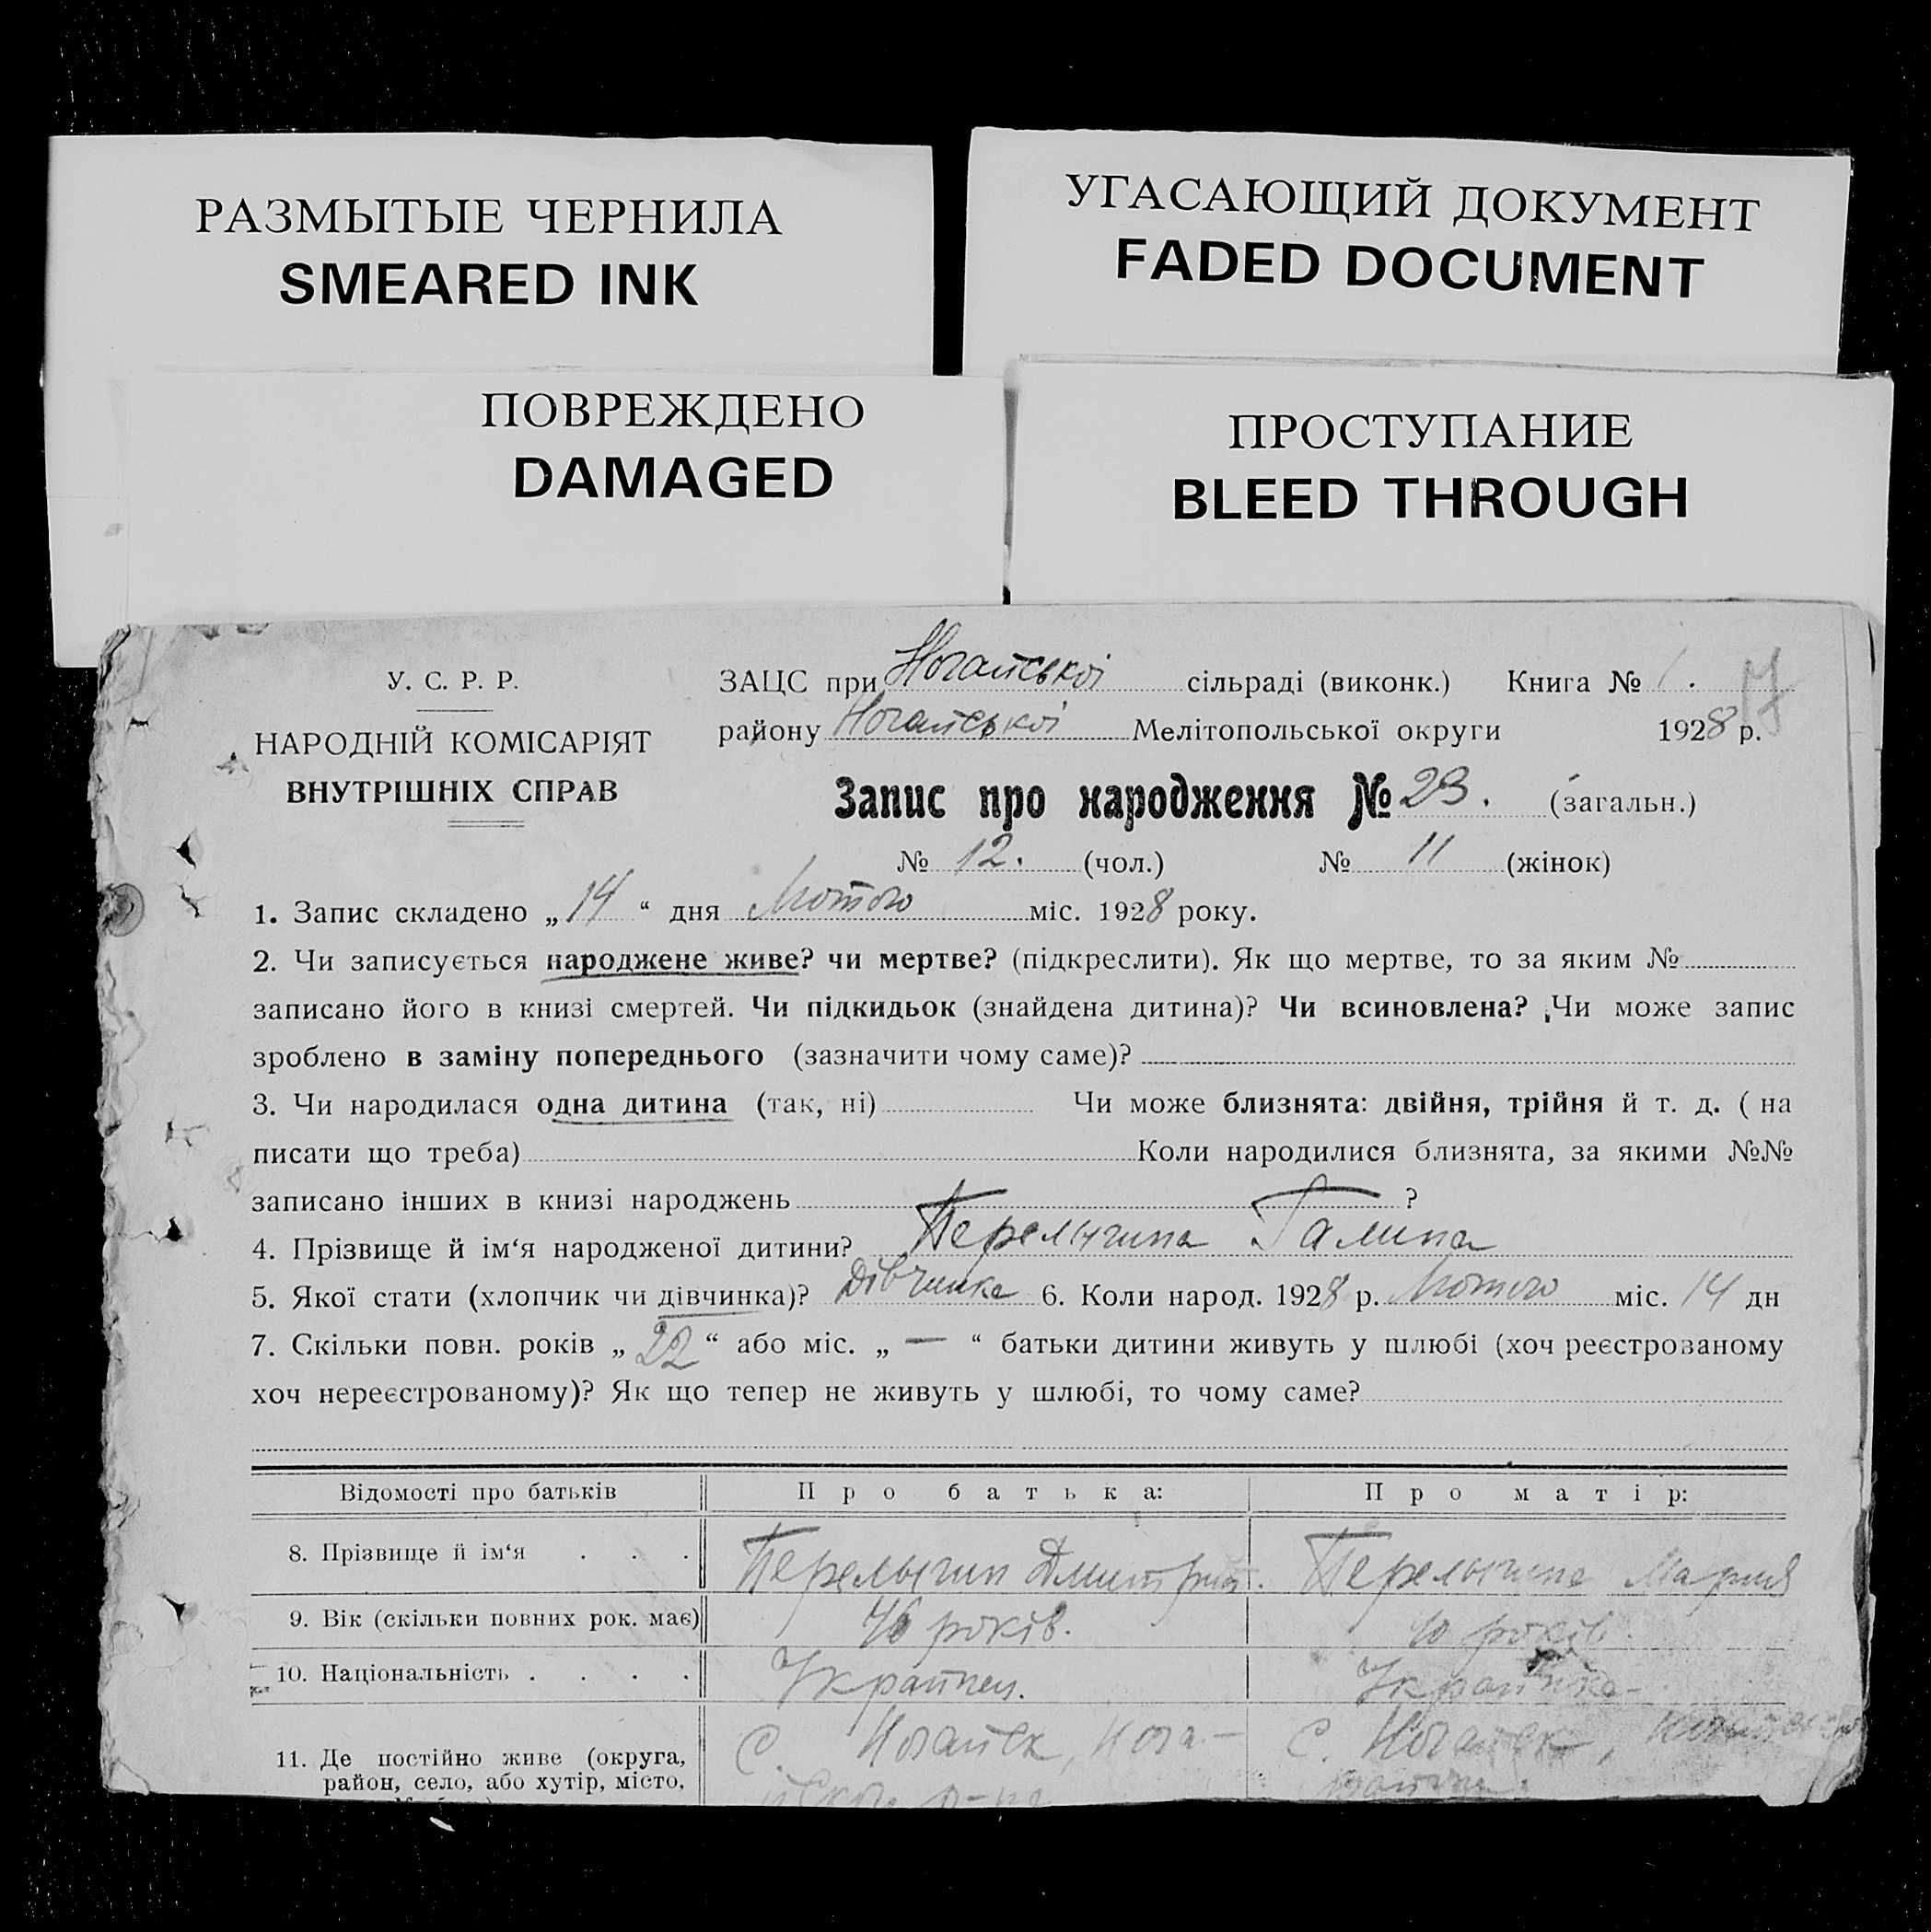 РАЗМЫТЫЕ ЧЕРНИЛА
SMEARED INK
УГАСАЮЩИЙ ДОКУМЕНТ
FADED DOCUMENT
ПОВРЕЖДЕНО
DAMAGED
ПРОСТУПАНИЕ
BLEED THROUGH
У. С. Р. Р.
НАРОДНІЙ КОМІСАРІЯТ
ВНУТРІШНІХ СПРАВ
ЗАЦС при Ногайській сільраді (виконк.) Книга № 1.
району Ногайської Мелітопольської округи 1928 р.
Запис про народження № 23. (загальн.)
№ 12. (чол.) № 11 (жінок)
1. Запис складено „14“ дня Лютого міс. 1928 року.
2. Чи записується народжене живе? чи мертве? (підкреслити). Як що мертве, то за яким №
записано його в книзі смертей. Чи підкидьок (знайдена дитина)? Чи всиновлена? Чи може запис
зроблено в заміну попереднього (зазначити чому саме)?
3. Чи народилася одна дитина (так, ні) Чи може близнята: двійня, трійня й т. д. ( на
писати що треба) Коли народилися близнята, за якими №№
записано інших в книзі народжень ?
4. Прізвище й ім‘я народженої дитини? Перелыгина Галина
5. Якої стати (хлопчик чи дівчинка)? Дівчинка 6. Коли народ. 1928 р. Лютого міс. 14 дн
7. Скільки повн. років „22“ або міс. „—“ батьки дитини живуть у шлюбі (хоч реєстрованому
хоч нереєстрованому)? Як що тепер не живуть у шлюбі, то чому саме?
Відомості про батьків Про батька: Про матір:
8. Прізвище й ім‘я . . . Перелыгин Дмитрий. Перелыгина Мария
9. Вік (скільки повних рок. має) 46 років. 40 років.
10. Національність . . . . Українец. Українка
11. Де постійно живе (округа, С. Ногайск, Нога- С. Ногайск,
район, село, або хутір, місто, йского р-на